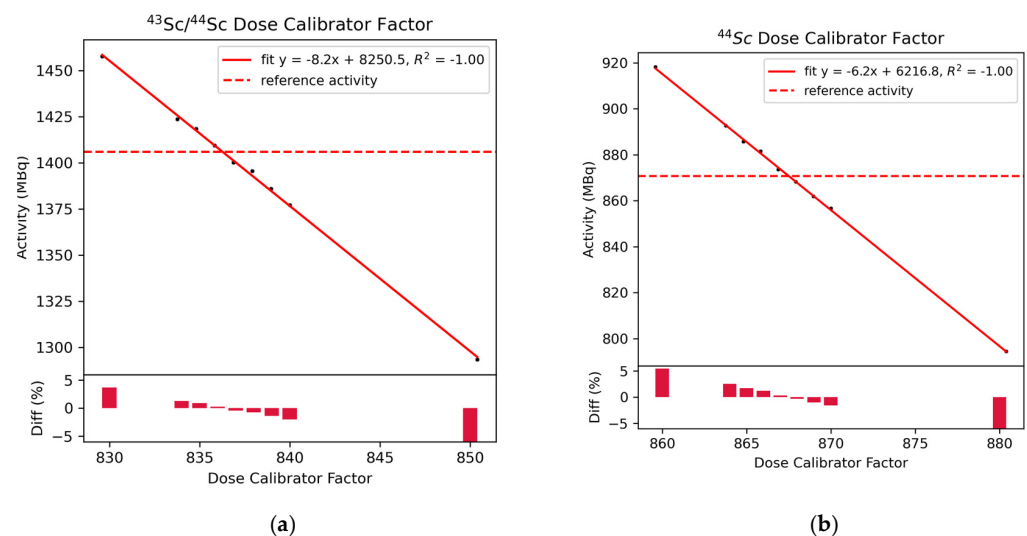 ⁴³Sc/⁴⁴Sc Dose Calibrator Factor
fit y = -8.2x + 8250.5, R² = -1.00
reference activity
Activity (MBq)
1450
1425
1400
1375
1350
1325
1300
Diff (%)
5
0
−5
830
835
840
845
850
Dose Calibrator Factor
(a)
⁴⁴Sc Dose Calibrator Factor
fit y = -6.2x + 6216.8, R² = -1.00
reference activity
Activity (MBq)
920
900
880
860
840
820
800
Diff (%)
5
0
−5
860
865
870
875
880
Dose Calibrator Factor
(b)